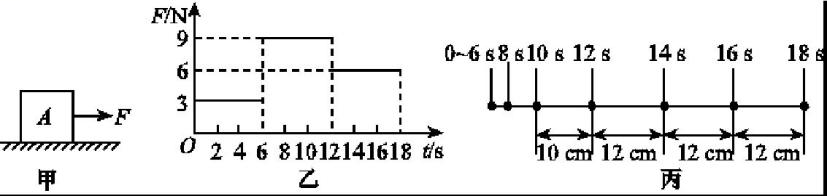 A F
甲
F/N
9
6
3
O 2 4 6 8 10 12 14 16 18 t/s
乙
0~6 s 8 s 10 s 12 s 14 s 16 s 18 s
10 cm 12 cm 12 cm 12 cm
丙